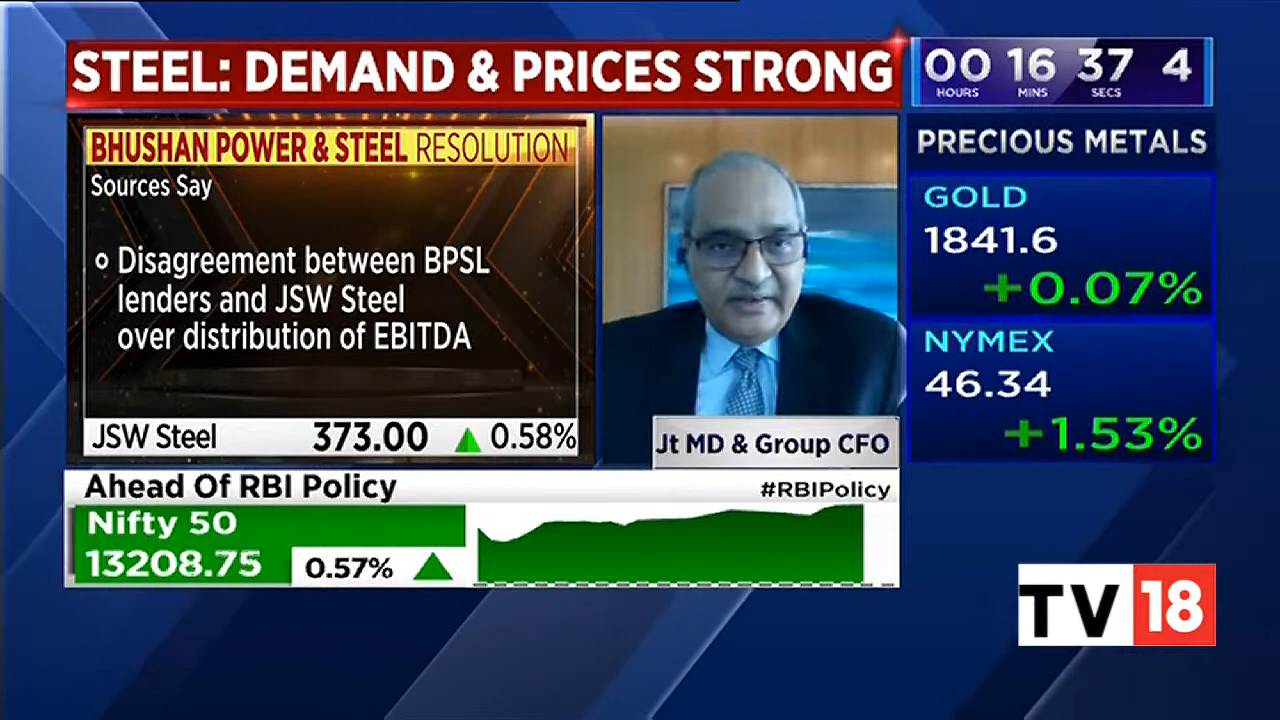 STEEL: DEMAND & PRICES STRONG
00 16 37 4
HOURS MINS SECS
BHUSHAN POWER & STEEL RESOLUTION
Sources Say
Disagreement between BPSL
lenders and JSW Steel
over distribution of EBITDA
JSW Steel 373.00 ▲ 0.58%
Jt MD & Group CFO
PRECIOUS METALS
GOLD
1841.6
+0.07%
NYMEX
46.34
+1.53%
Ahead Of RBI Policy #RBIPolicy
Nifty 50
13208.75 0.57% ▲
TV18